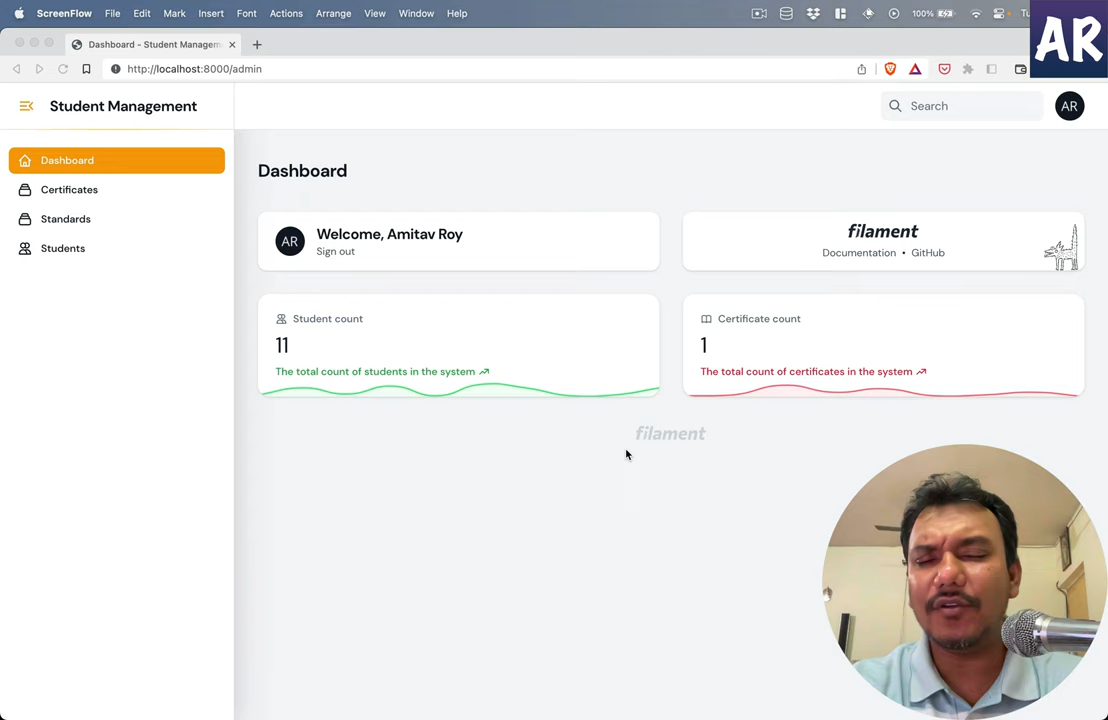 ScreenFlow File Edit Mark Insert Font Actions Arrange View Window Help 100% Tu
AR
Dashboard - Student Managem
http://localhost:8000/admin
Student Management
Search
AR
Dashboard
Certificates
Standards
Students
Dashboard
AR
Welcome, Amitav Roy
Sign out
filament
Documentation • GitHub
Student count
11
The total count of students in the system
Certificate count
1
The total count of certificates in the system
filament